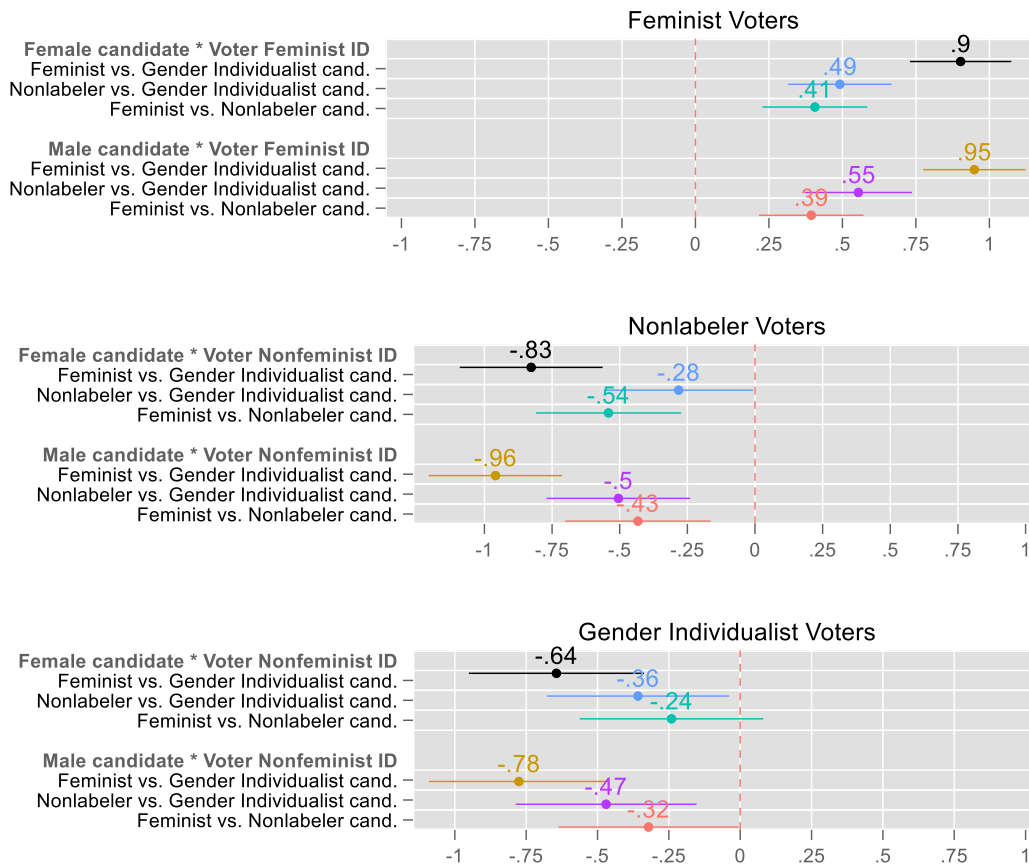 Feminist Voters
Female candidate * Voter Feminist ID
.9
Feminist vs. Gender Individualist cand.
.49
Nonlabeler vs. Gender Individualist cand.
.41
Feminist vs. Nonlabeler cand.
Male candidate * Voter Feminist ID
.95
Feminist vs. Gender Individualist cand.
.55
Nonlabeler vs. Gender Individualist cand.
.39
Feminist vs. Nonlabeler cand.
-1 -.75 -.5 -.25 0 .25 .5 .75 1
Nonlabeler Voters
Female candidate * Voter Nonfeminist ID
-.83
Feminist vs. Gender Individualist cand.
-.28
Nonlabeler vs. Gender Individualist cand.
-.54
Feminist vs. Nonlabeler cand.
Male candidate * Voter Nonfeminist ID
-.96
Feminist vs. Gender Individualist cand.
-.5
Nonlabeler vs. Gender Individualist cand.
-.43
Feminist vs. Nonlabeler cand.
-1 -.75 -.5 -.25 0 .25 .5 .75 1
Gender Individualist Voters
Female candidate * Voter Nonfeminist ID
-.64
Feminist vs. Gender Individualist cand.
-.36
Nonlabeler vs. Gender Individualist cand.
-.24
Feminist vs. Nonlabeler cand.
Male candidate * Voter Nonfeminist ID
-.78
Feminist vs. Gender Individualist cand.
-.47
Nonlabeler vs. Gender Individualist cand.
-.32
Feminist vs. Nonlabeler cand.
-1 -.75 -.5 -.25 0 .25 .5 .75 1